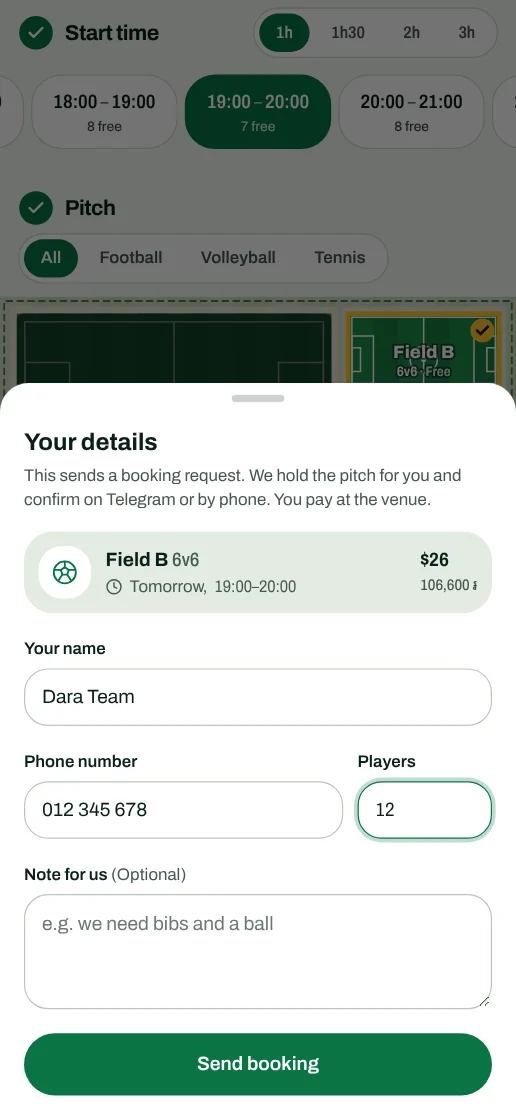 Start time
1h 1h30 2h 3h
18:00 – 19:00
8 free
19:00 – 20:00
7 free
20:00 – 21:00
8 free
Pitch
All Football Volleyball Tennis
Field B
6v6 · Free
Your details
This sends a booking request. We hold the pitch for you and
confirm on Telegram or by phone. You pay at the venue.
Field B 6v6 $26
Tomorrow, 19:00–20:00 106,600 ៛
Your name
Dara Team
Phone number Players
012 345 678 12
Note for us (Optional)
e.g. we need bibs and a ball
Send booking